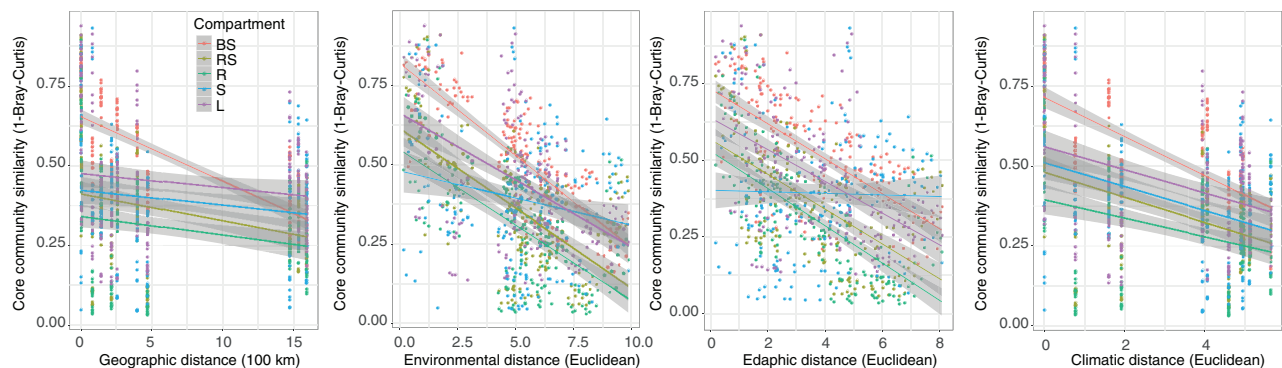 Core community similarity (1-Bray-Curtis)
0.75
0.50
0.25
0.00
Compartment
BS
RS
R
S
L
0 5 10 15
Geographic distance (100 km)
Core community similarity (1-Bray-Curtis)
0.75
0.50
0.25
0.00
0.0 2.5 5.0 7.5 10.0
Environmental distance (Euclidean)
Core community similarity (1-Bray-Curtis)
0.75
0.50
0.25
0.00
0 2 4 6 8
Edaphic distance (Euclidean)
Core community similarity (1-Bray-Curtis)
0.75
0.50
0.25
0.00
0 2 4
Climatic distance (Euclidean)